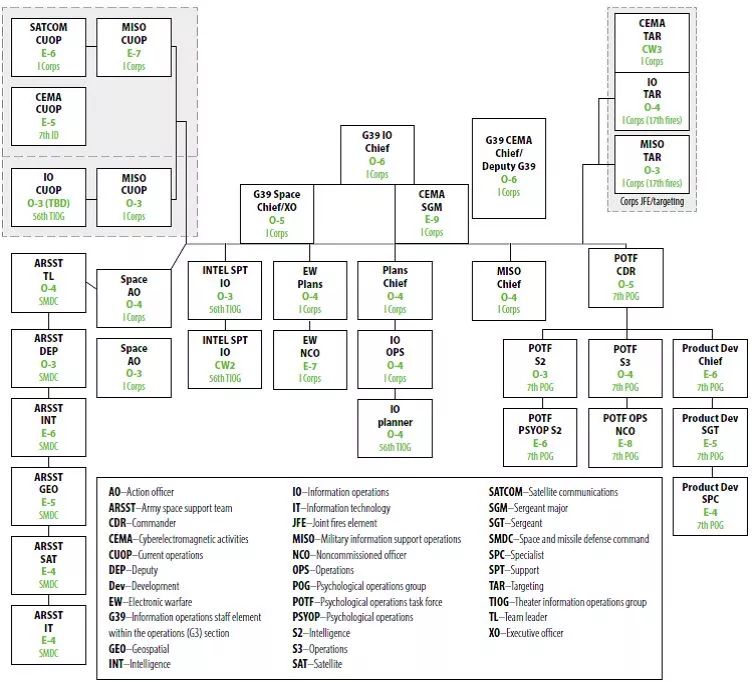 SATCOM
CUOP
E-6
I Corps
MISO
CUOP
E-7
I Corps
CEMA
CUOP
E-5
7th ID
IO
CUOP
O-3 (TBD)
56th TIOG
MISO
CUOP
O-3
I Corps
G39 IO
Chief
O-6
I Corps
G39 Space
Chief/XO
O-5
I Corps
CEMA
SGM
E-9
I Corps
G39 CEMA
Chief/
Deputy G39
O-6
I Corps
CEMA
TAR
CW3
I Corps
IO
TAR
O-4
I Corps (17th fires)
MISO
TAR
O-3
I Corps (17th fires)
Corps JFE/targeting
ARSST
TL
O-4
SMDC
Space
AO
O-4
I Corps
INTEL SPT
IO
O-3
56th TIOG
EW
Plans
O-4
I Corps
Plans
Chief
O-4
I Corps
MISO
Chief
O-4
I Corps
POTF
CDR
O-5
7th POG
ARSST
DEP
O-3
SMDC
Space
AO
O-3
I Corps
INTEL SPT
IO
CW2
56th TIOG
EW
NCO
E-7
I Corps
IO
OPS
O-4
I Corps
POTF
S2
O-3
7th POG
POTF
S3
O-4
7th POG
Product Dev
Chief
E-6
7th POG
ARSST
INT
E-6
SMDC
IO
planner
O-4
56th TIOG
POTF
PSYOP S2
E-6
7th POG
POTF OPS
NCO
E-8
7th POG
Product Dev
SGT
E-5
7th POG
ARSST
GEO
E-5
SMDC
Product Dev
SPC
E-4
7th POG
ARSST
SAT
E-4
SMDC
ARSST
IT
E-4
SMDC
AO–Action officer
ARSST–Army space support team
CDR–Commander
CEMA–Cyberelectromagnetic activities
CUOP–Current operations
DEP–Deputy
Dev–Development
EW–Electronic warfare
G39–Information operations staff element
within the operations (G3) section
GEO–Geospatial
INT–Intelligence
IO–Information operations
IT–Information technology
JFE–Joint fires element
MISO–Military information support operations
NCO–Noncommissioned officer
OPS–Operations
POG–Psychological operations group
POTF–Psychological operations task force
PSYOP–Psychological operations
S2–Intelligence
S3–Operations
SAT–Satellite
SATCOM–Satellite communications
SGM–Sergeant major
SGT–Sergeant
SMDC–Space and missile defense command
SPC–Specialist
SPT–Support
TAR–Targeting
TIOG–Theater information operations group
TL–Team leader
XO–Executive officer